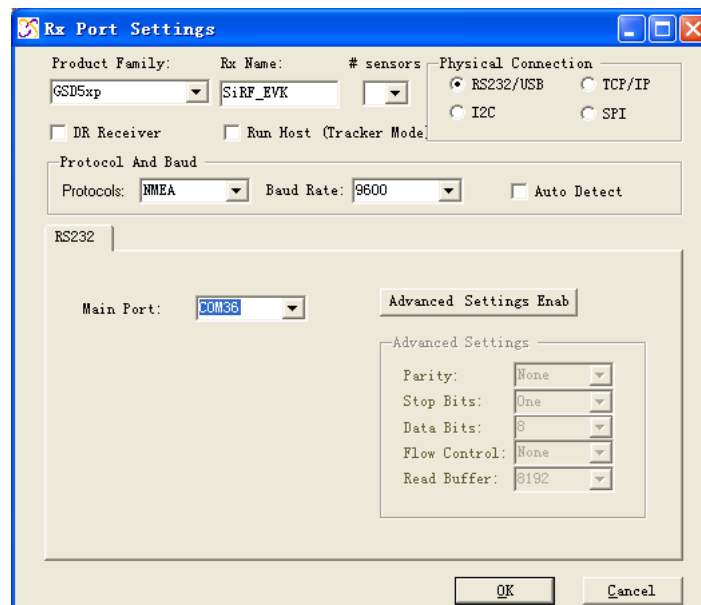 Rx Port Settings
Product Family: Rx Name: # sensors Physical Connection
GSD5xp SiRF_EVK RS232/USB TCP/IP
I2C SPI
DR Receiver Run Host (Tracker Mode)
Protocol And Baud
Protocols: NMEA Baud Rate: 9600 Auto Detect
RS232
Main Port: COM36 Advanced Settings Enab
Advanced Settings
Parity: None
Stop Bits: One
Data Bits: 8
Flow Control: None
Read Buffer: 8192
OK Cancel